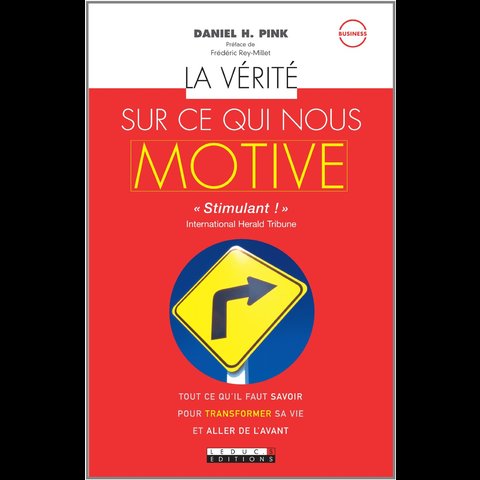 DANIEL H. PINK
Préface de
Frédéric Rey-Millet
BUSINESS
LA VÉRITÉ
SUR CE QUI NOUS
MOTIVE
« Stimulant ! »
International Herald Tribune
TOUT CE QU'IL FAUT SAVOIR
POUR TRANSFORMER SA VIE
ET ALLER DE L'AVANT
LEDUC.S
EDITIONS